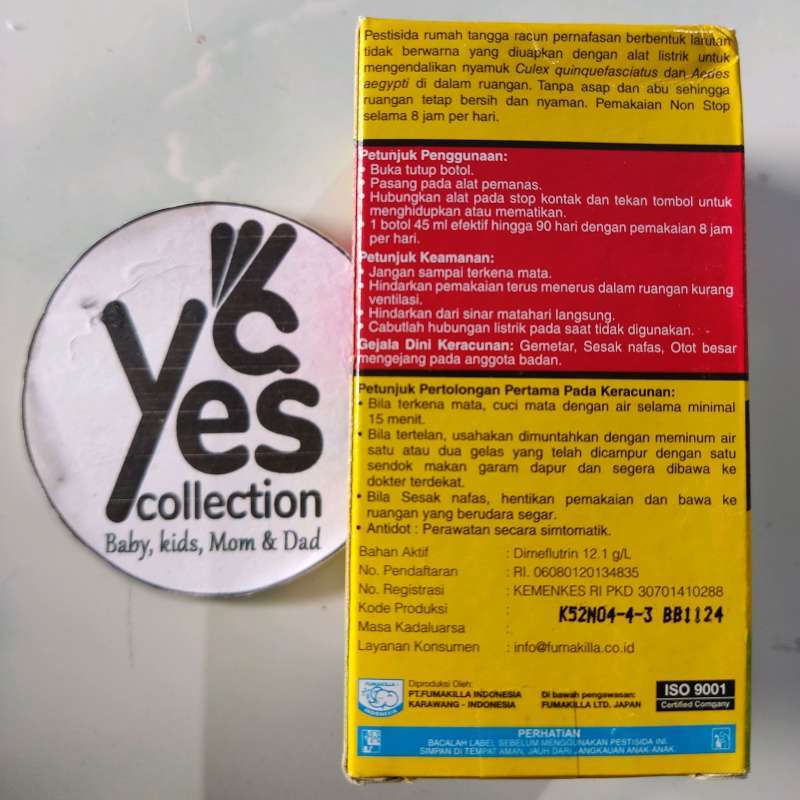 Yes
collection
Baby, kids, Mom & Dad
Pestisida rumah tangga racun pernafasan berbentuk larutan
tidak berwarna yang diuapkan dengan alat listrik untuk
mengendalikan nyamuk Culex quinquefasciatus dan Aedes
aegypti di dalam ruangan. Tanpa asap dan abu sehingga
ruangan tetap bersih dan nyaman. Pemakaian Non Stop
selama 8 jam per hari.
Petunjuk Penggunaan:
• Buka tutup botol.
• Pasang pada alat pemanas.
• Hubungkan alat pada stop kontak dan tekan tombol untuk
menghidupkan atau mematikan.
• 1 botol 45 ml efektif hingga 90 hari dengan pemakaian 8 jam
per hari.
Petunjuk Keamanan:
• Jangan sampai terkena mata.
• Hindarkan pemakaian terus menerus dalam ruangan kurang
ventilasi.
• Hindarkan dari sinar matahari langsung.
• Cabutlah hubungan listrik pada saat tidak digunakan.
Gejala Dini Keracunan: Gemetar, Sesak nafas, Otot besar
mengejang pada anggota badan.
Petunjuk Pertolongan Pertama Pada Keracunan:
• Bila terkena mata, cuci mata dengan air selama minimal
15 menit.
• Bila tertelan, usahakan dimuntahkan dengan meminum air
satu atau dua gelas yang telah dicampur dengan satu
sendok makan garam dapur dan segera dibawa ke
dokter terdekat.
• Bila Sesak nafas, hentikan pemakaian dan bawa ke
ruangan yang berudara segar.
• Antidot : Perawatan secara simtomatik.
Bahan Aktif : Dimeflutrin 12.1 g/L
No. Pendaftaran : RI. 06080120134835
No. Registrasi : KEMENKES RI PKD 30701410288
Kode Produksi : K52N04-4-3 BB1124
Masa Kadaluarsa :
Layanan Konsumen : info@fumakilla.co.id
FUMAKILLA
INDONESIA
Diproduksi Oleh:
PT.FUMAKILLA INDONESIA
KARAWANG - INDONESIA
Di bawah pengawasan:
FUMAKILLA LTD. JAPAN
ISO 9001
Certified Company
PERHATIAN
BACALAH LABEL SEBELUM MENGGUNAKAN PESTISIDA INI.
SIMPAN DI TEMPAT AMAN, JAUH DARI JANGKAUAN ANAK-ANAK.